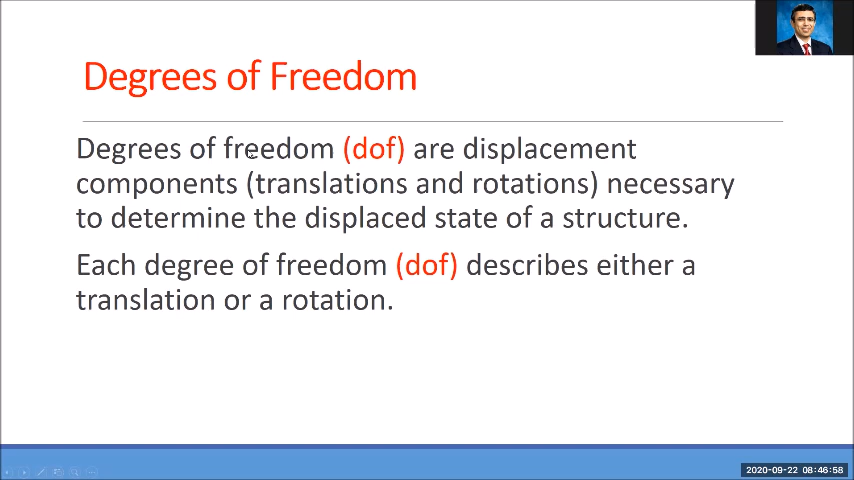 Degrees of Freedom
Degrees of freedom (dof) are displacement
components (translations and rotations) necessary
to determine the displaced state of a structure.
Each degree of freedom (dof) describes either a
translation or a rotation.
2020-09-22 08:46:58